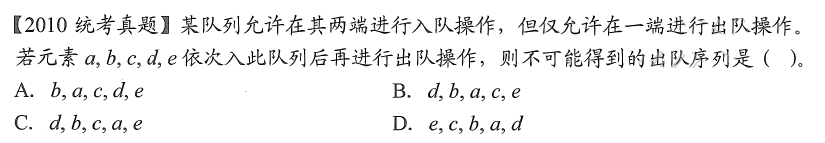 【2010 统考真题】某队列允许在其两端进行入队操作，但仅允许在一端进行出队操作。
若元素 a, b, c, d, e 依次入此队列后再进行出队操作，则不可能得到的出队序列是（ ）。
A. b, a, c, d, e B. d, b, a, c, e
C. d, b, c, a, e D. e, c, b, a, d